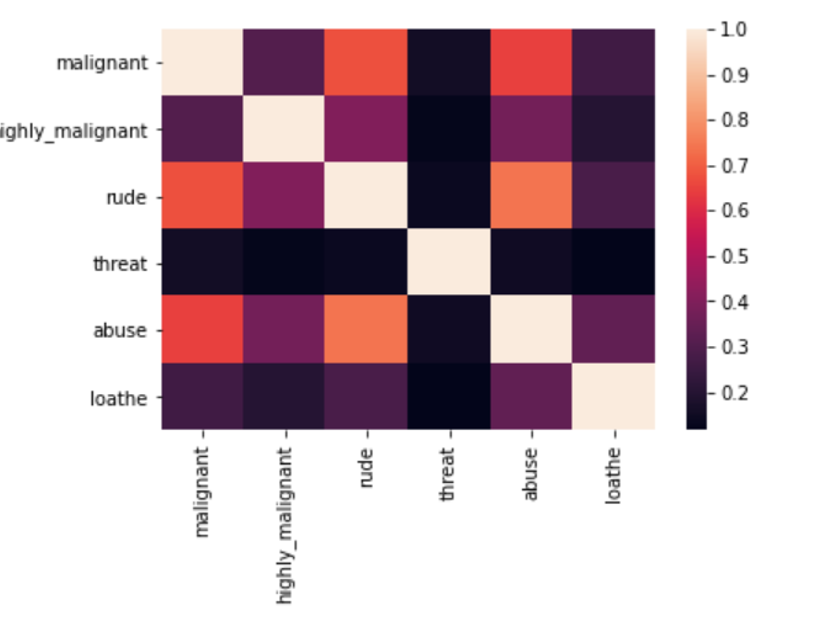 malignant
ighly_malignant
rude
threat
abuse
loathe
1.0
0.9
0.8
0.7
0.6
0.5
0.4
0.3
0.2
malignant
highly_malignant
rude
threat
abuse
loathe